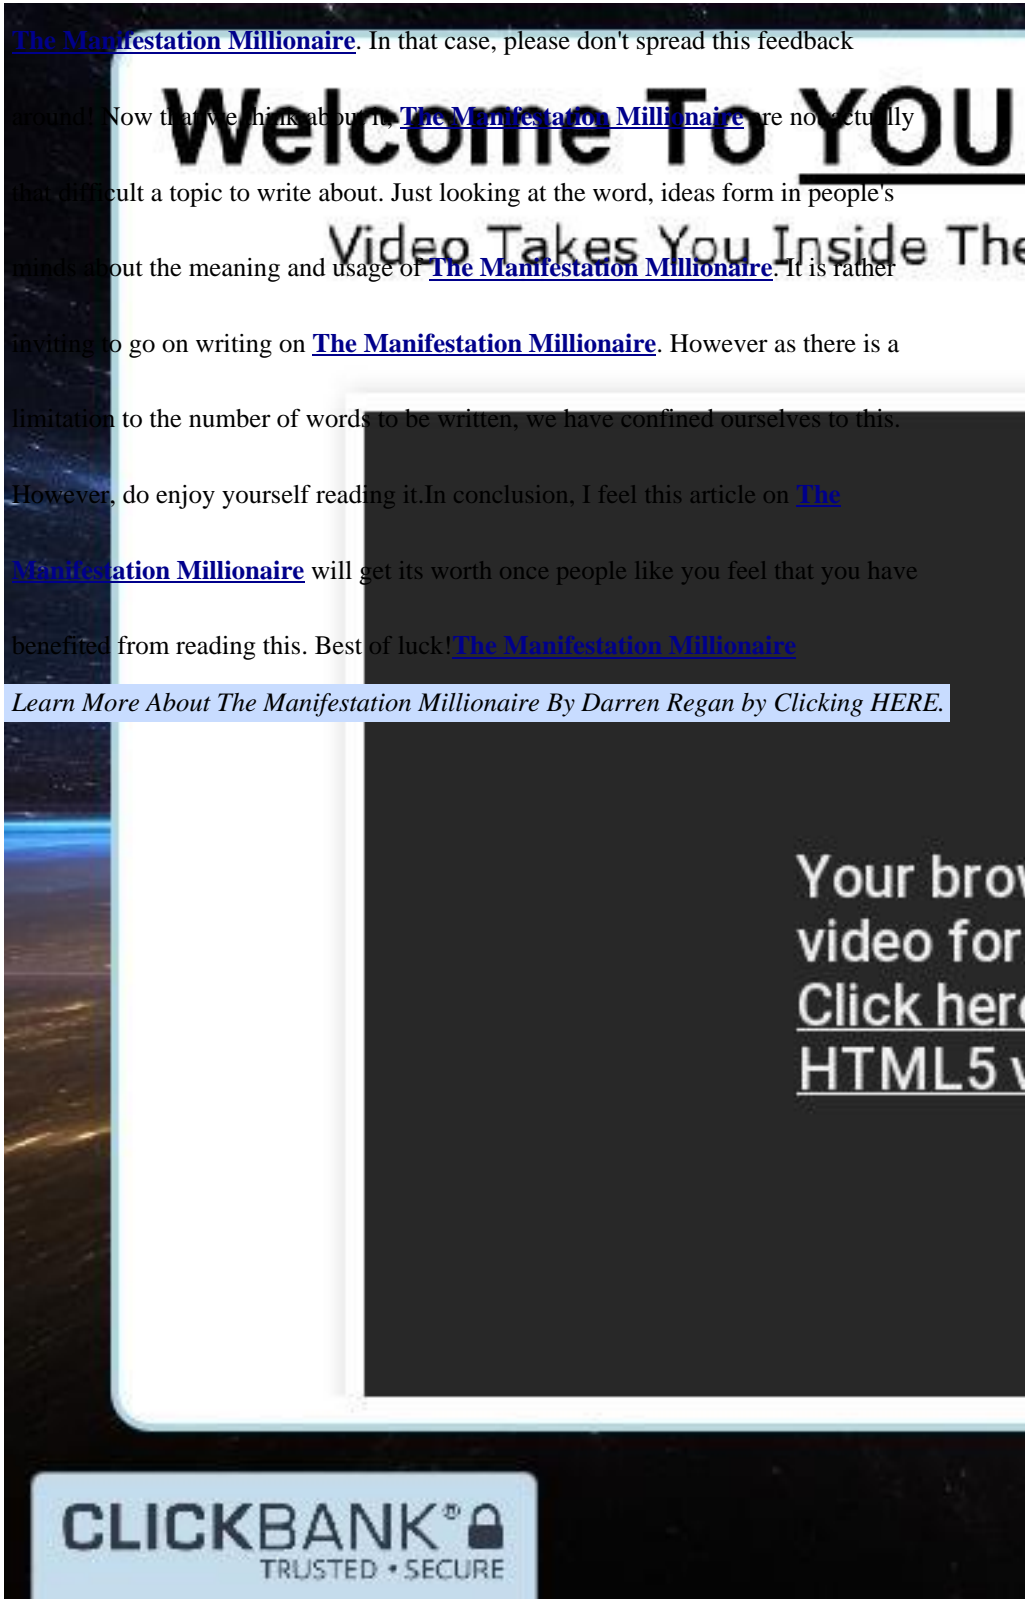 The Manifestation Millionaire. In that case, please don't spread this feedback
Welcome To YOU
around! Now that we think about it, The Manifestation Millionaire are not actually
that difficult a topic to write about. Just looking at the word, ideas form in people's
Video Takes You Inside The
minds about the meaning and usage of The Manifestation Millionaire. It is rather
inviting to go on writing on The Manifestation Millionaire. However as there is a
limitation to the number of words to be written, we have confined ourselves to this.
However, do enjoy yourself reading it.In conclusion, I feel this article on The
Manifestation Millionaire will get its worth once people like you feel that you have
benefited from reading this. Best of luck!The Manifestation Millionaire
Learn More About The Manifestation Millionaire By Darren Regan by Clicking HERE.
Your brow
video for
Click here
HTML5 v
CLICKBANK®
TRUSTED • SECURE